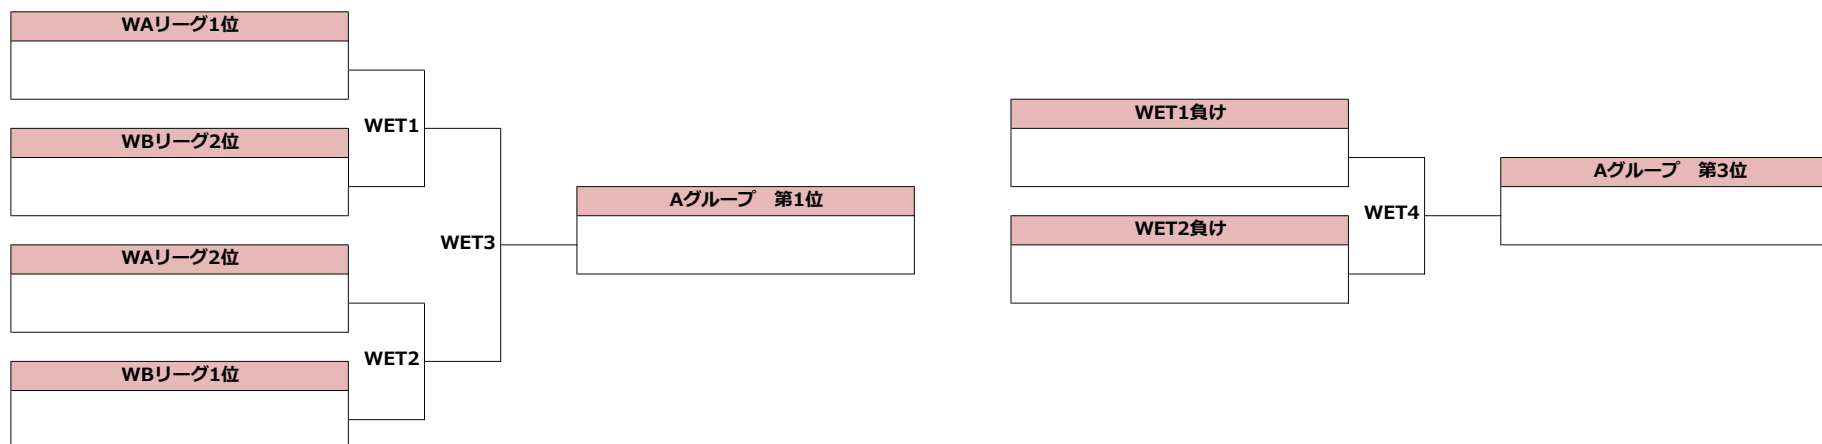 WAリーグ1位
WET1
WBリーグ2位
WET3
Aグループ　第1位
WAリーグ2位
WET2
WBリーグ1位
WET1負け
WET4
Aグループ　第3位
WET2負け